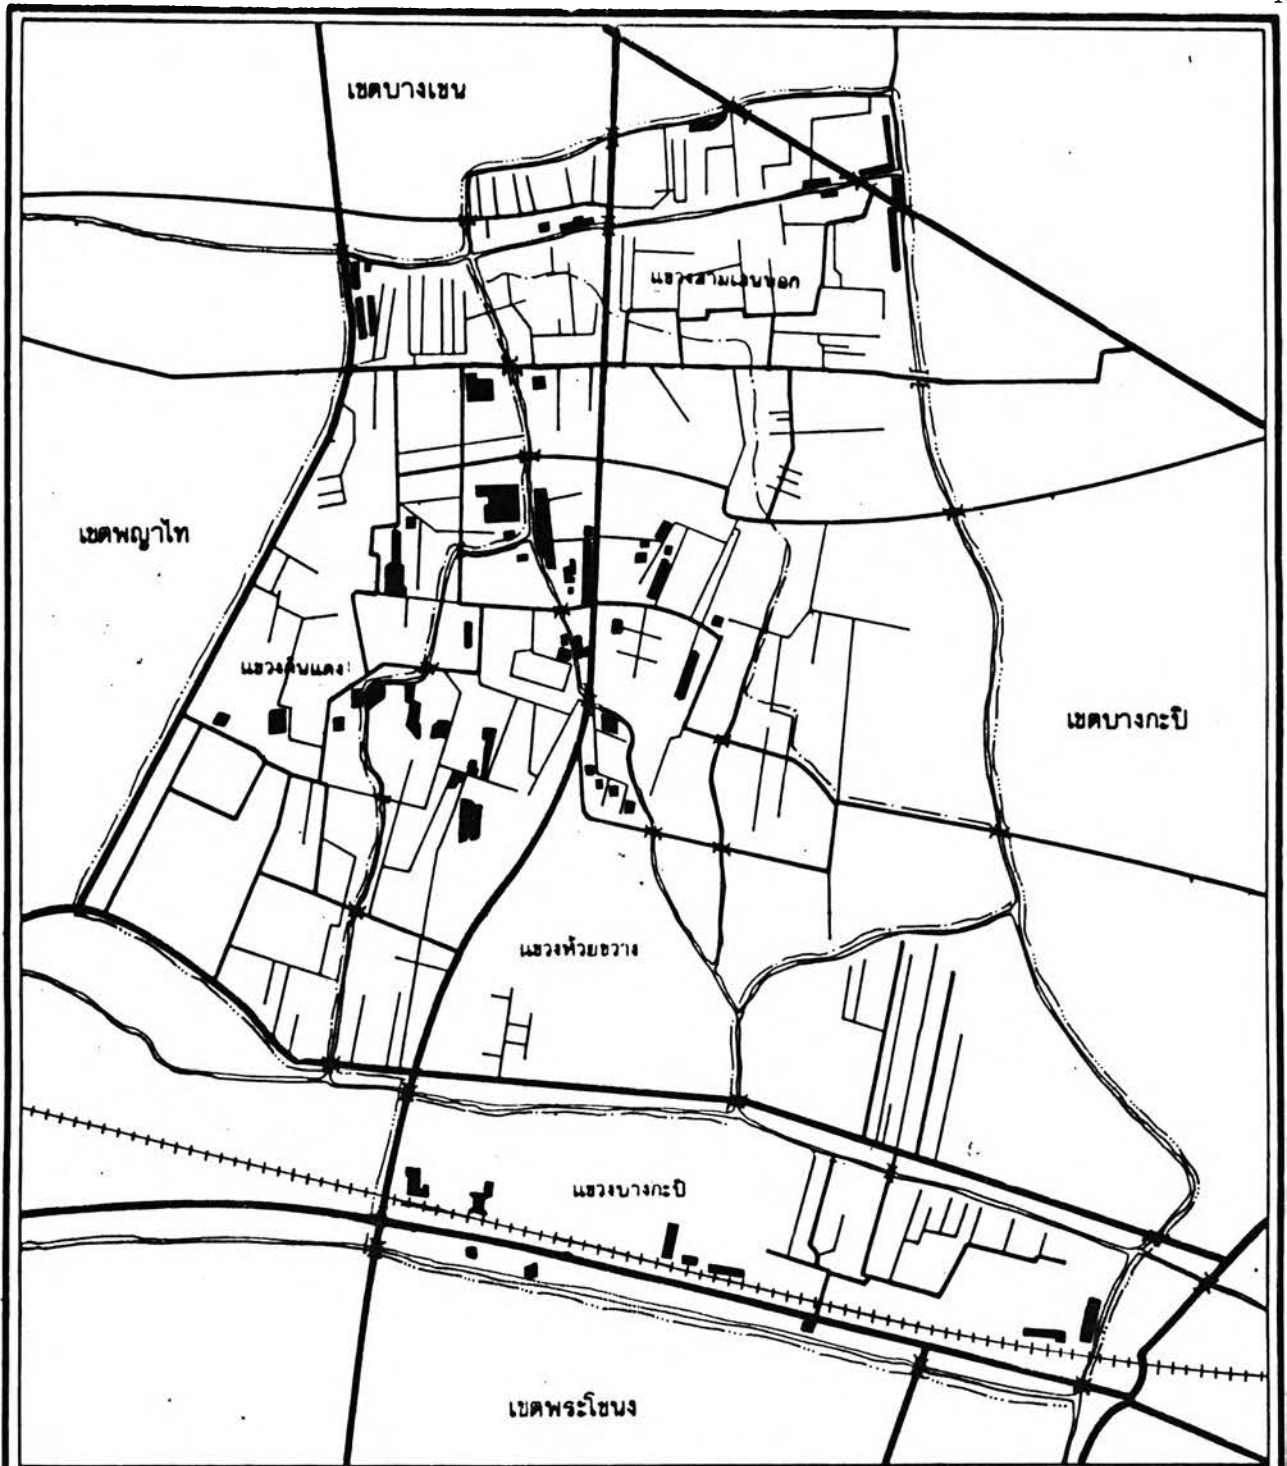 เขตบางเขน
แขวงสามเสนนอก
เขตพญาไท
แขวงดินแดง
เขตบางกะปิ
แขวงห้วยขวาง
แขวงบางกะปิ
เขตพระโขนง